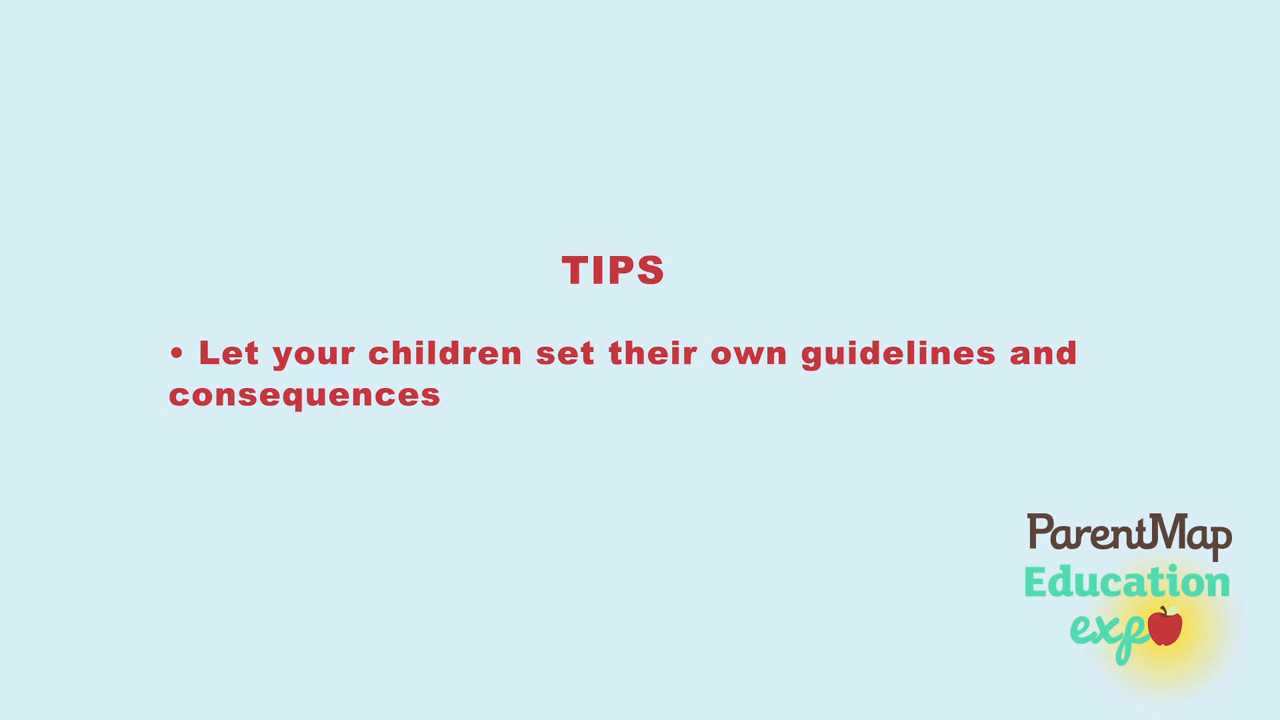 TIPS
• Let your children set their own guidelines and
consequences
ParentMap
Education
expo